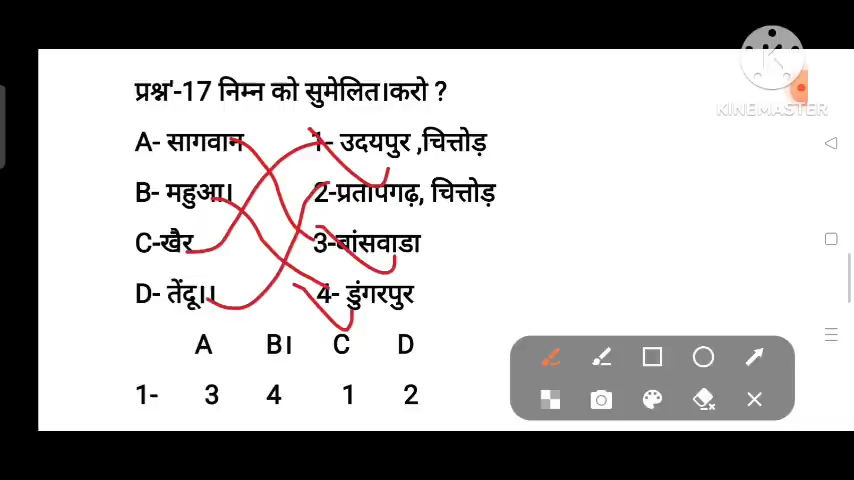 प्रश्न'-17 निम्न को सुमेलित।करो ?
A- सागवान 1- उदयपुर ,चित्तोड़
B- महुआ। 2-प्रतापगढ़, चित्तोड़
C-खैर 3-बांसवाडा
D- तेंदू।। 4- डुंगरपुर
A B। C D
1- 3 4 1 2
KINEMASTER